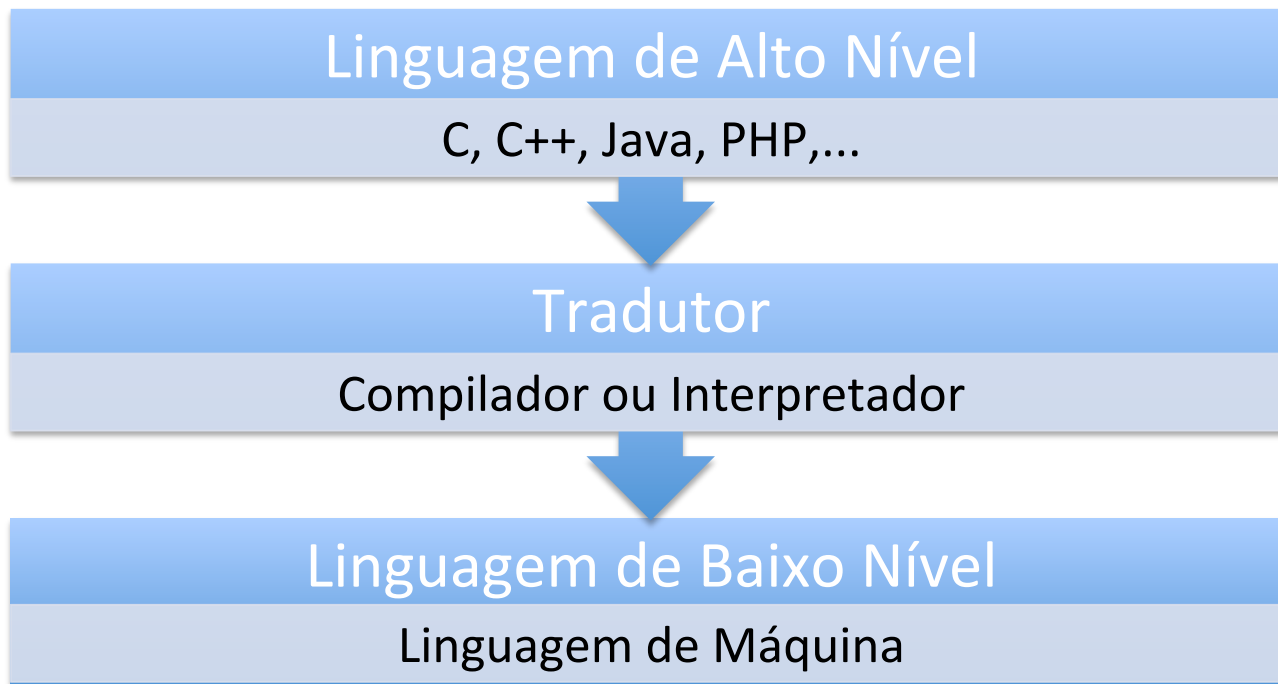 Linguagem de Alto Nível
C, C++, Java, PHP,...
Tradutor
Compilador ou Interpretador
Linguagem de Baixo Nível
Linguagem de Máquina